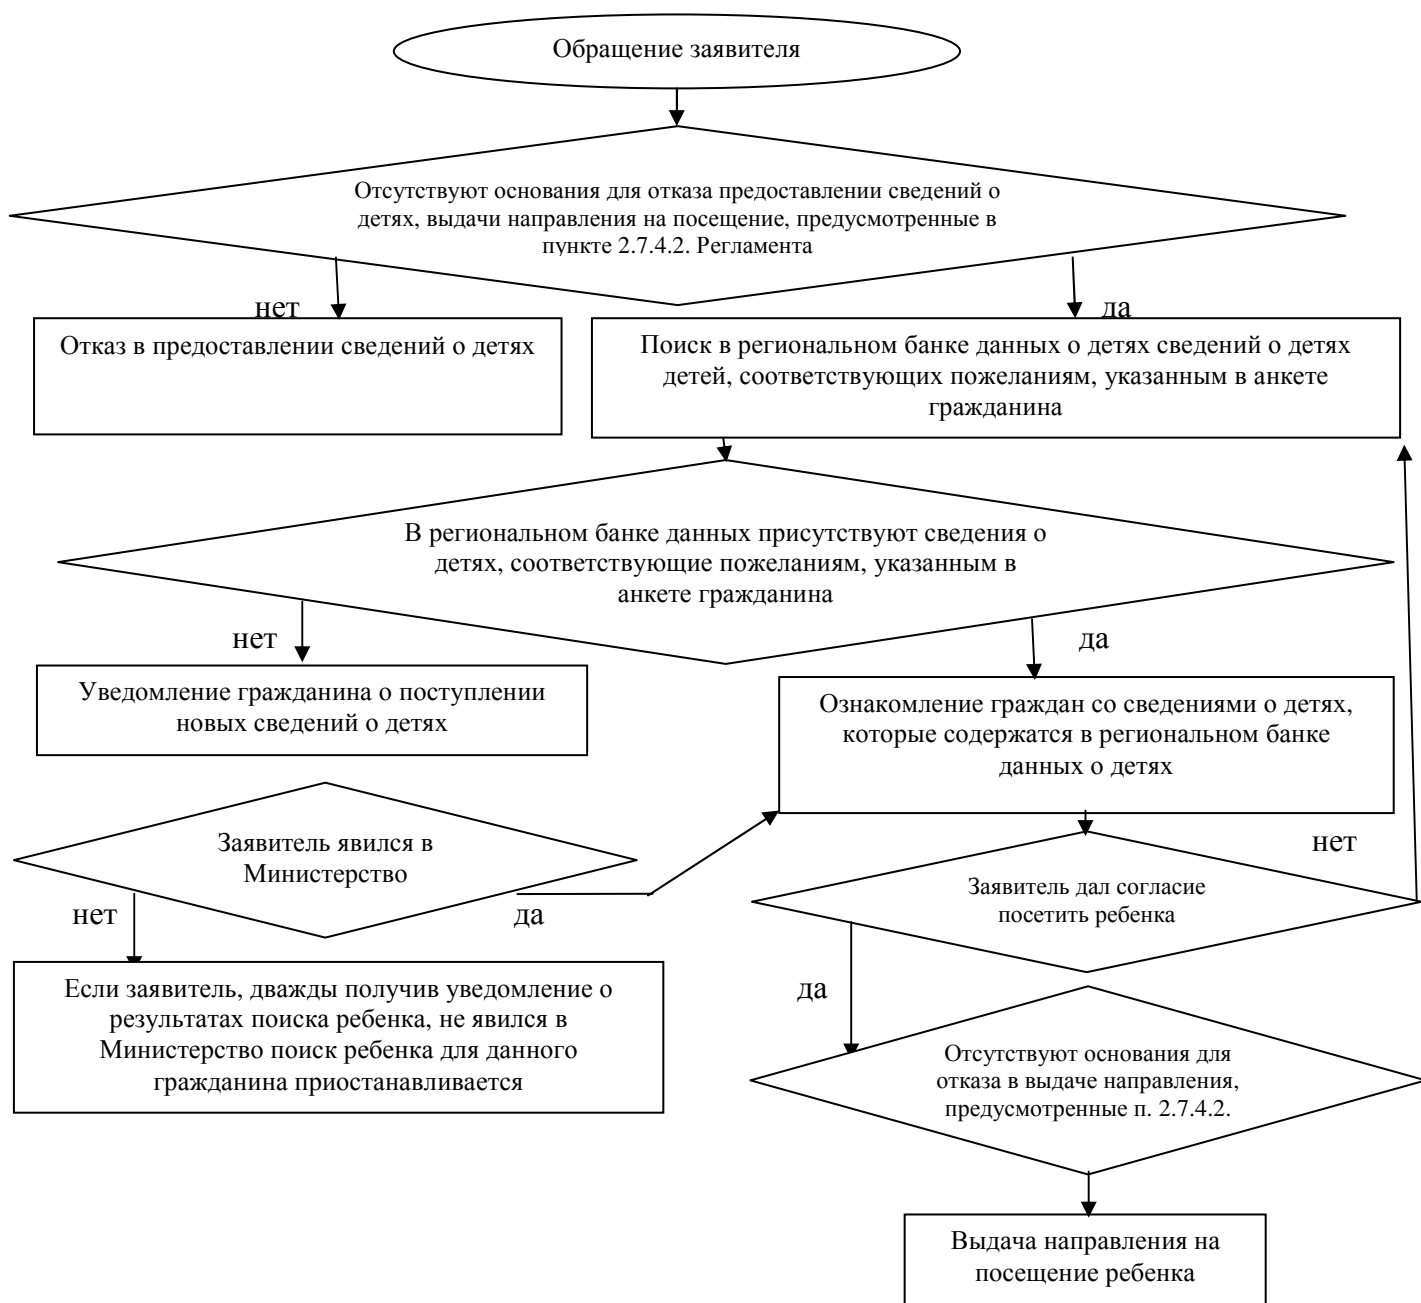 Обращение заявителя
Отсутствуют основания для отказа предоставлении сведений о
детях, выдачи направления на посещение, предусмотренные в
пункте 2.7.4.2. Регламента
нет
да
Отказ в предоставлении сведений о детях
Поиск в региональном банке данных о детях сведений о детях
детей, соответствующих пожеланиям, указанным в анкете
гражданина
В региональном банке данных присутствуют сведения о
детях, соответствующие пожеланиям, указанным в
анкете гражданина
нет
да
Уведомление гражданина о поступлении
новых сведений о детях
Ознакомление граждан со сведениями о детях,
которые содержатся в региональном банке
данных о детях
Заявитель явился в
Министерство
нет
да
нет
Заявитель дал согласие
посетить ребенка
Если заявитель, дважды получив уведомление о
результатах поиска ребенка, не явился в
Министерство поиск ребенка для данного
гражданина приостанавливается
да
Отсутствуют основания для
отказа в выдаче направления,
предусмотренные п. 2.7.4.2.
Выдача направления на
посещение ребенка